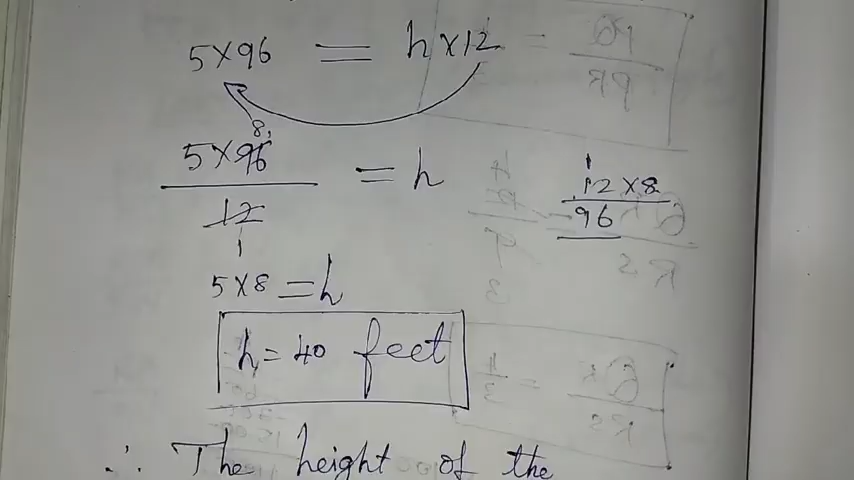 5 × 96 = h × 12
8
5 × 96 = h
12
1
5 × 8 = h
h = 40 feet
∴ The height of the
1
12 × 8
96